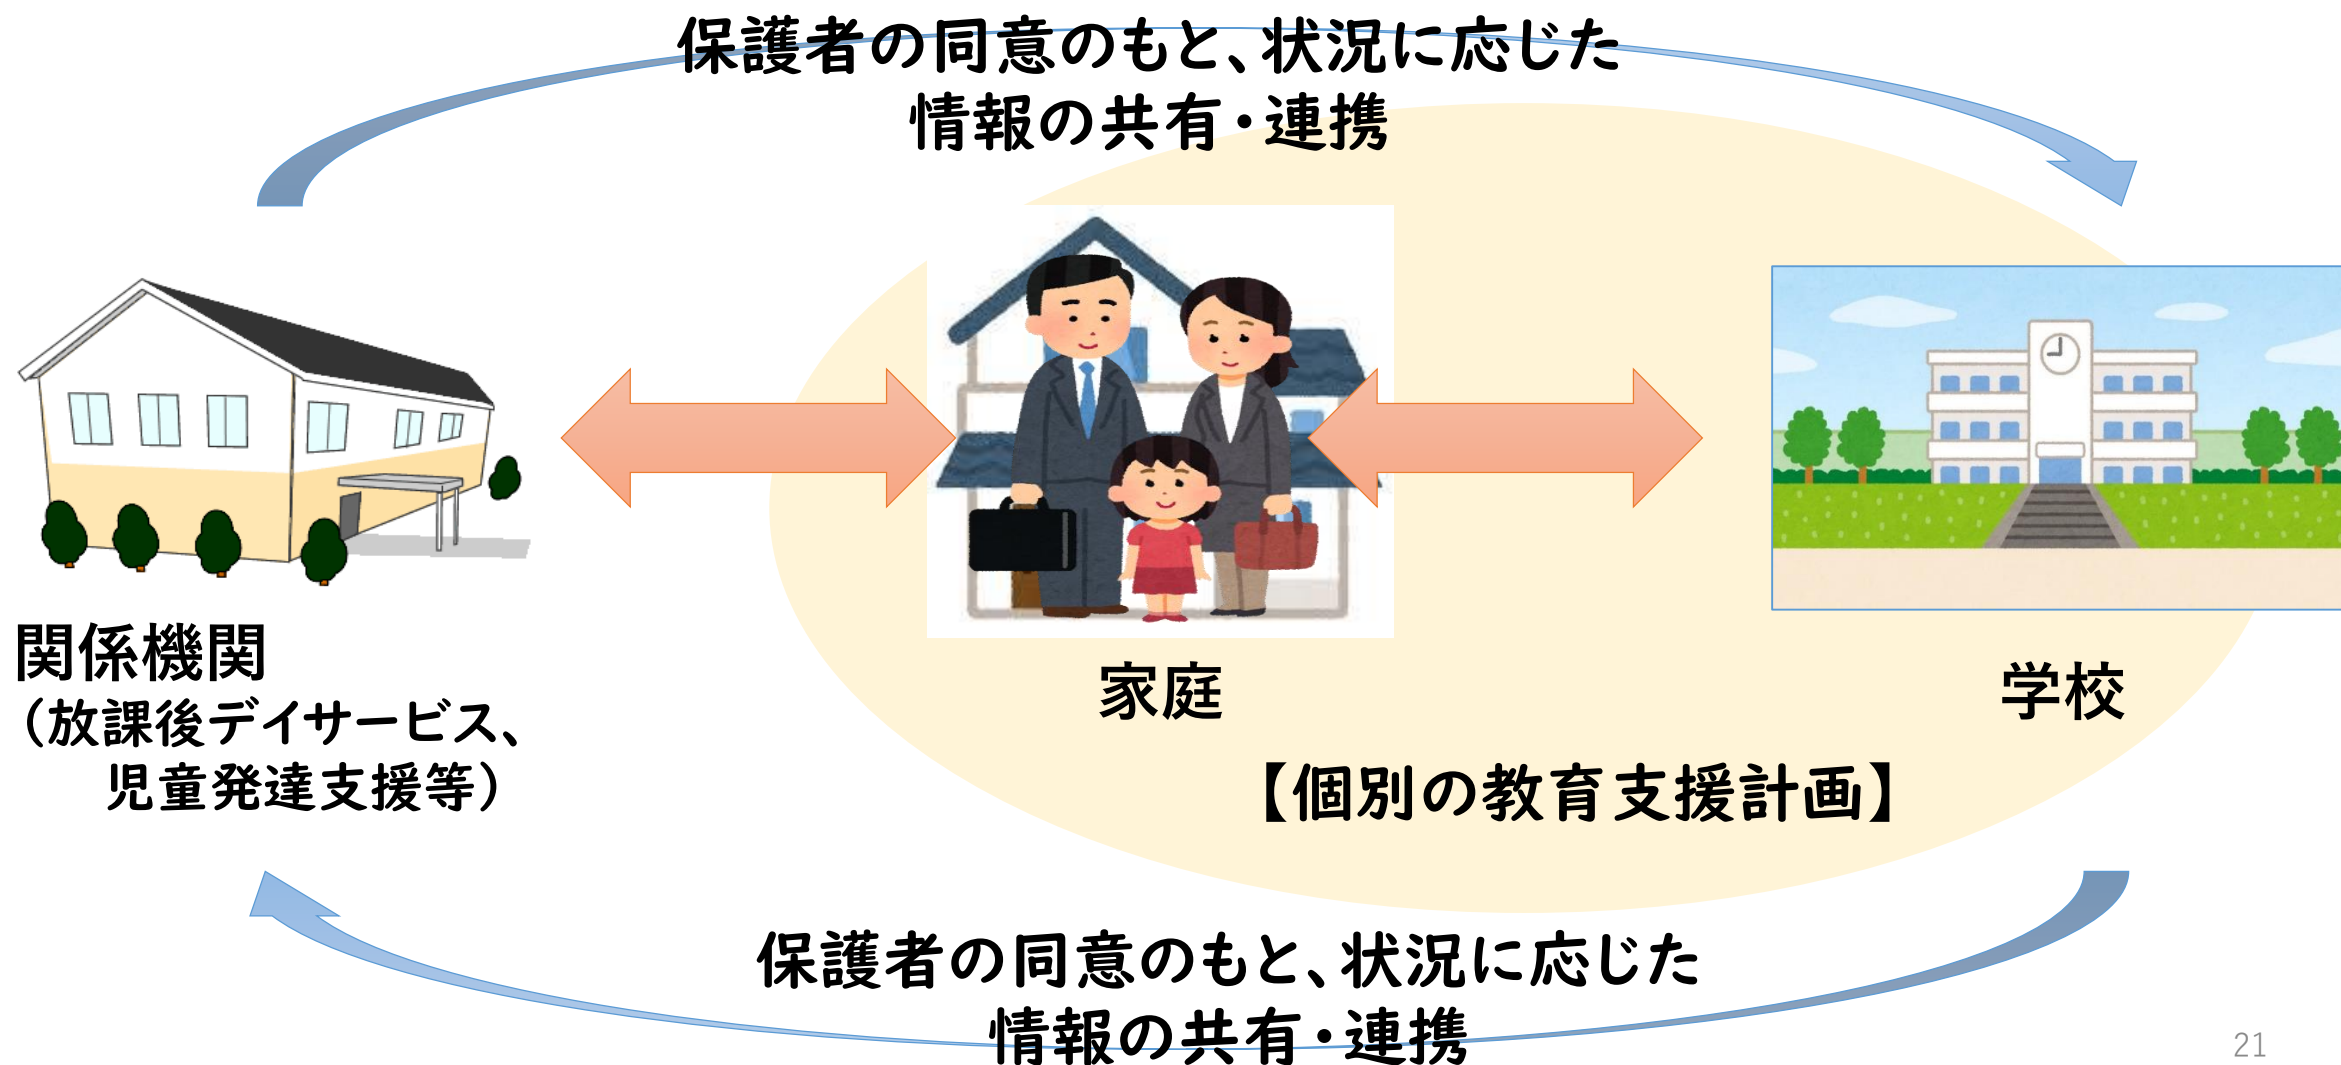 保護者の同意のもと、状況に応じた
情報の共有・連携
関係機関
（放課後デイサービス、
児童発達支援等）
家庭
学校
【個別の教育支援計画】
保護者の同意のもと、状況に応じた
情報の共有・連携
21